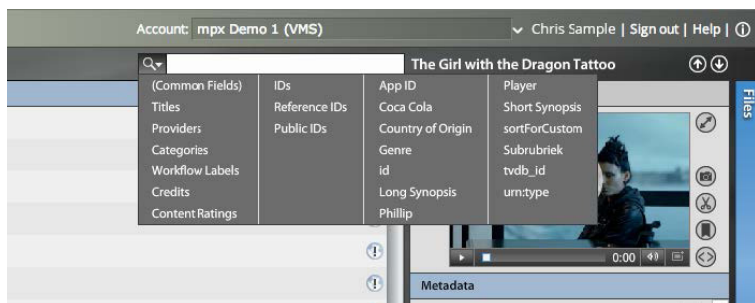 Account: mpx Demo 1 (VMS) Chris Sample | Sign out | Help |
The Girl with the Dragon Tattoo
(Common Fields)
Titles
Providers
Categories
Workflow Labels
Credits
Content Ratings
IDs
Reference IDs
Public IDs
App ID
Coca Cola
Country of Origin
Genre
id
Long Synopsis
Phillip
Player
Short Synopsis
sortForCustom
Subrubriek
tvdb_id
urn:type
Files
0:00
Metadata